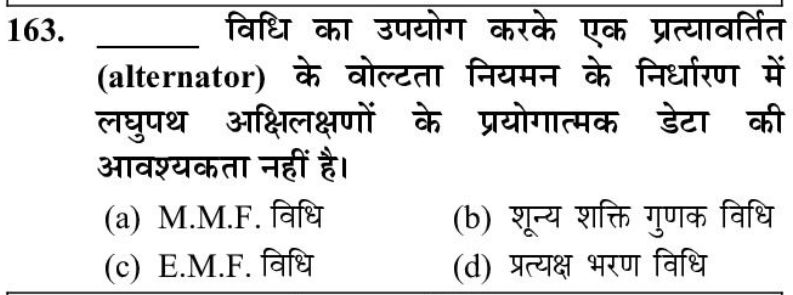 163. _______ विधि का उपयोग करके एक प्रत्यावर्तित
(alternator) के वोल्टता नियमन के निर्धारण में
लघुपथ अक्षिलक्षणों के प्रयोगात्मक डेटा की
आवश्यकता नहीं है।
(a) M.M.F. विधि (b) शून्य शक्ति गुणक विधि
(c) E.M.F. विधि (d) प्रत्यक्ष भरण विधि